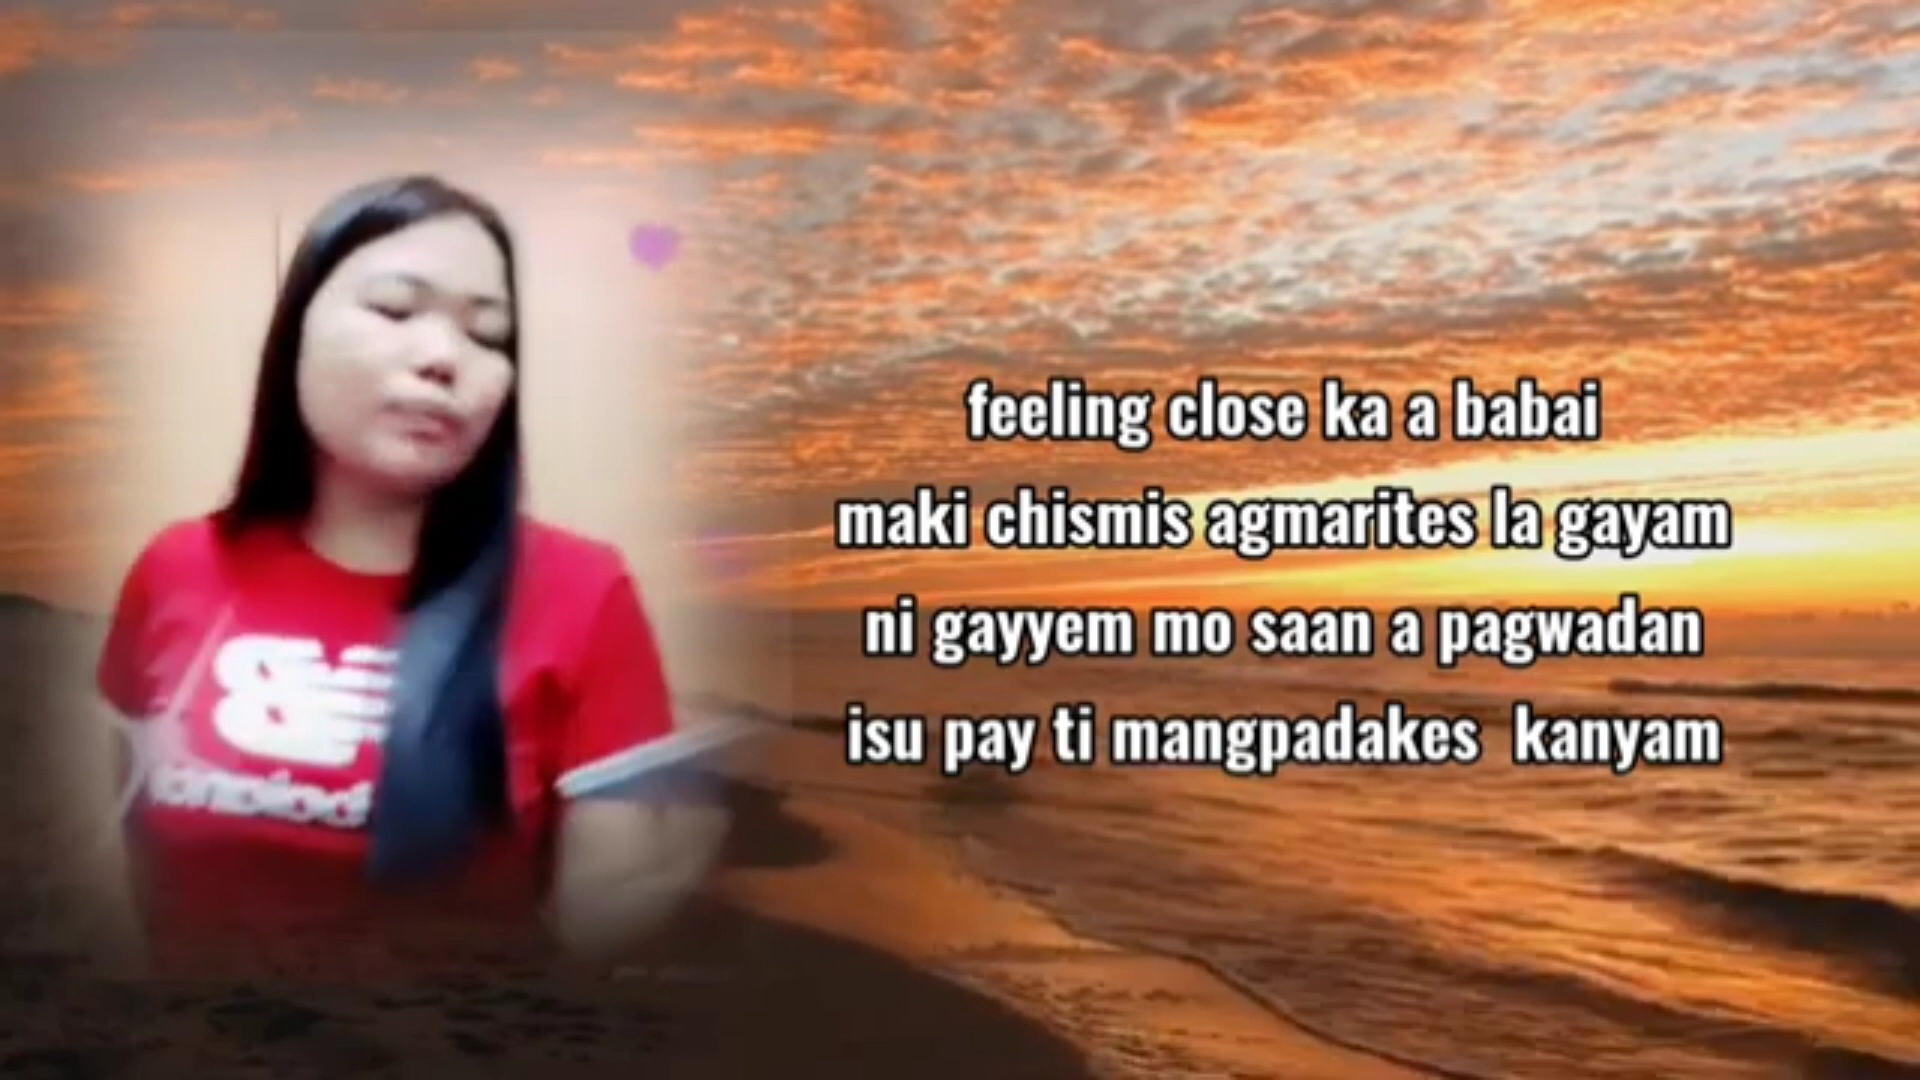 feeling close ka a babai
maki chismis agmarites la gayam
ni gayyem mo saan a pagwadan
isu pay ti mangpadakes kanyam